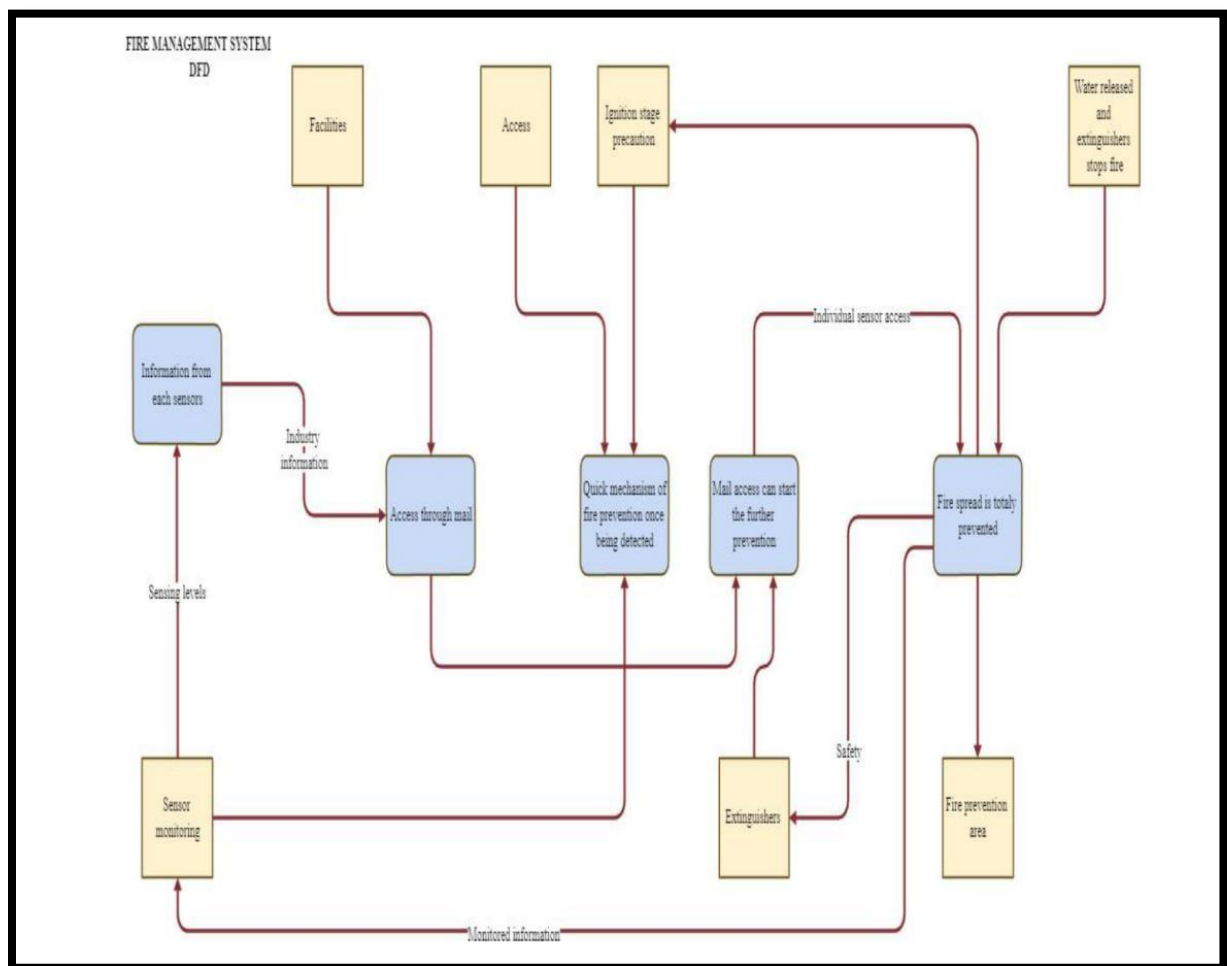 FIRE MANAGEMENT SYSTEM
DFD
Facilities
Access
Ignition stage
precaution
Water released
and
extinguishers
stops fire
Individual sensor access
Information from
each sensors
Industry
information
Access through mail
Quick mechanism of
fire prevention once
being detected
Mail access can start
the further
prevention
Fire spread is totaly
prevented
Sensing levels
Safety
Sensor
monitoring
Extinguishers
Fire prevention
area
Monitored information